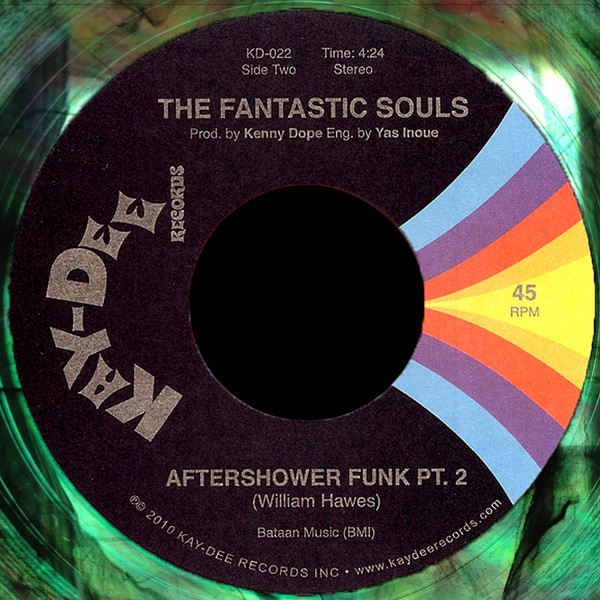 KD-022 Time: 4:24
Side Two Stereo
THE FANTASTIC SOULS
Prod. by Kenny Dope Eng. by Yas Inoue
KAY-DEE
RECORDS
45
RPM
AFTERSHOWER FUNK PT. 2
(William Hawes)
Bataan Music (BMI)
℗© 2010 KAY-DEE RECORDS INC • www.kaydeerecords.com